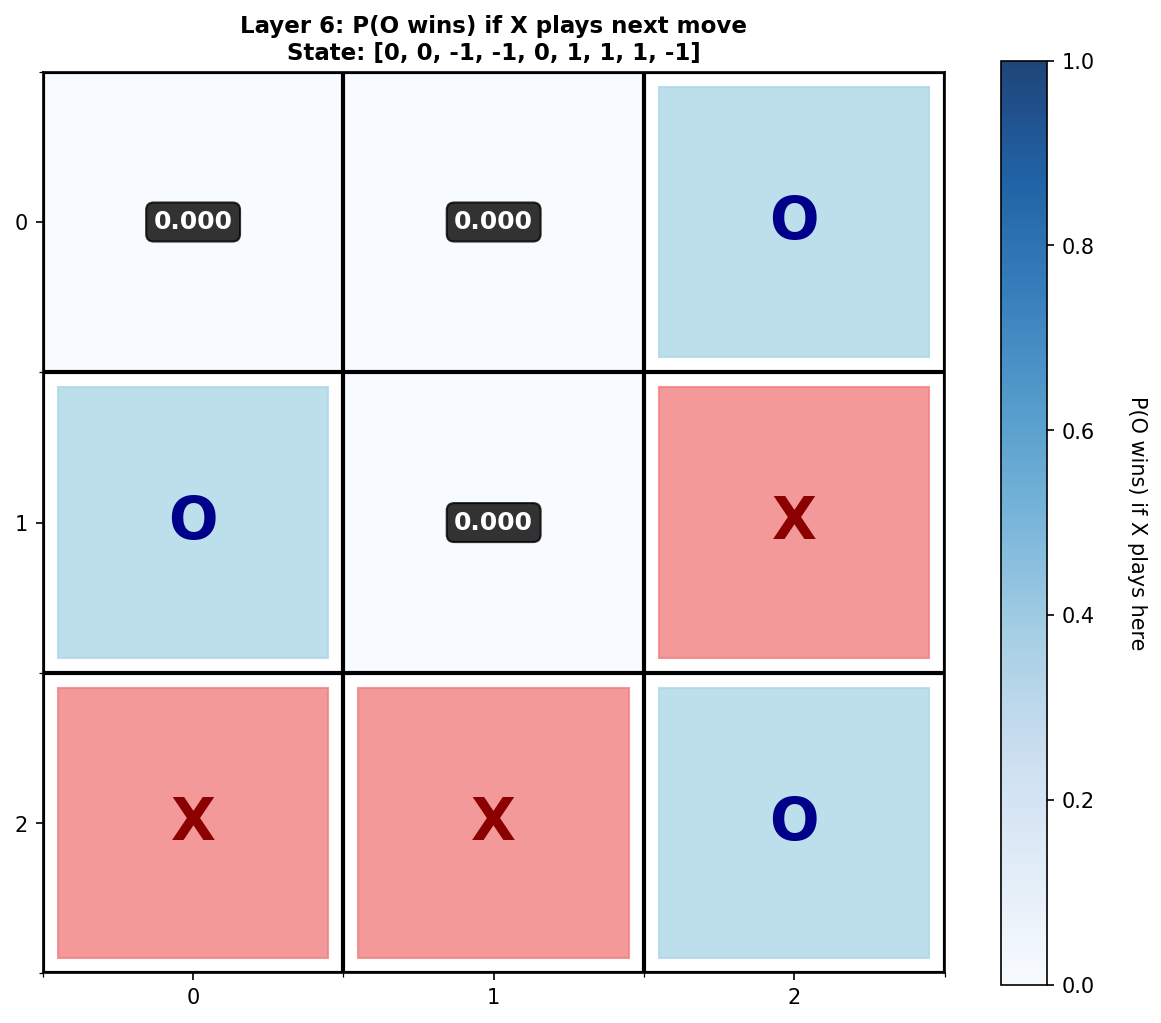 Layer 6: P(O wins) if X plays next move
State: [0, 0, -1, -1, 0, 1, 1, 1, -1]
0
0.000
0.000
O
1
O
0.000
X
2
X
X
O
0
1
2
1.0
0.8
0.6
0.4
0.2
0.0
P(O wins) if X plays here